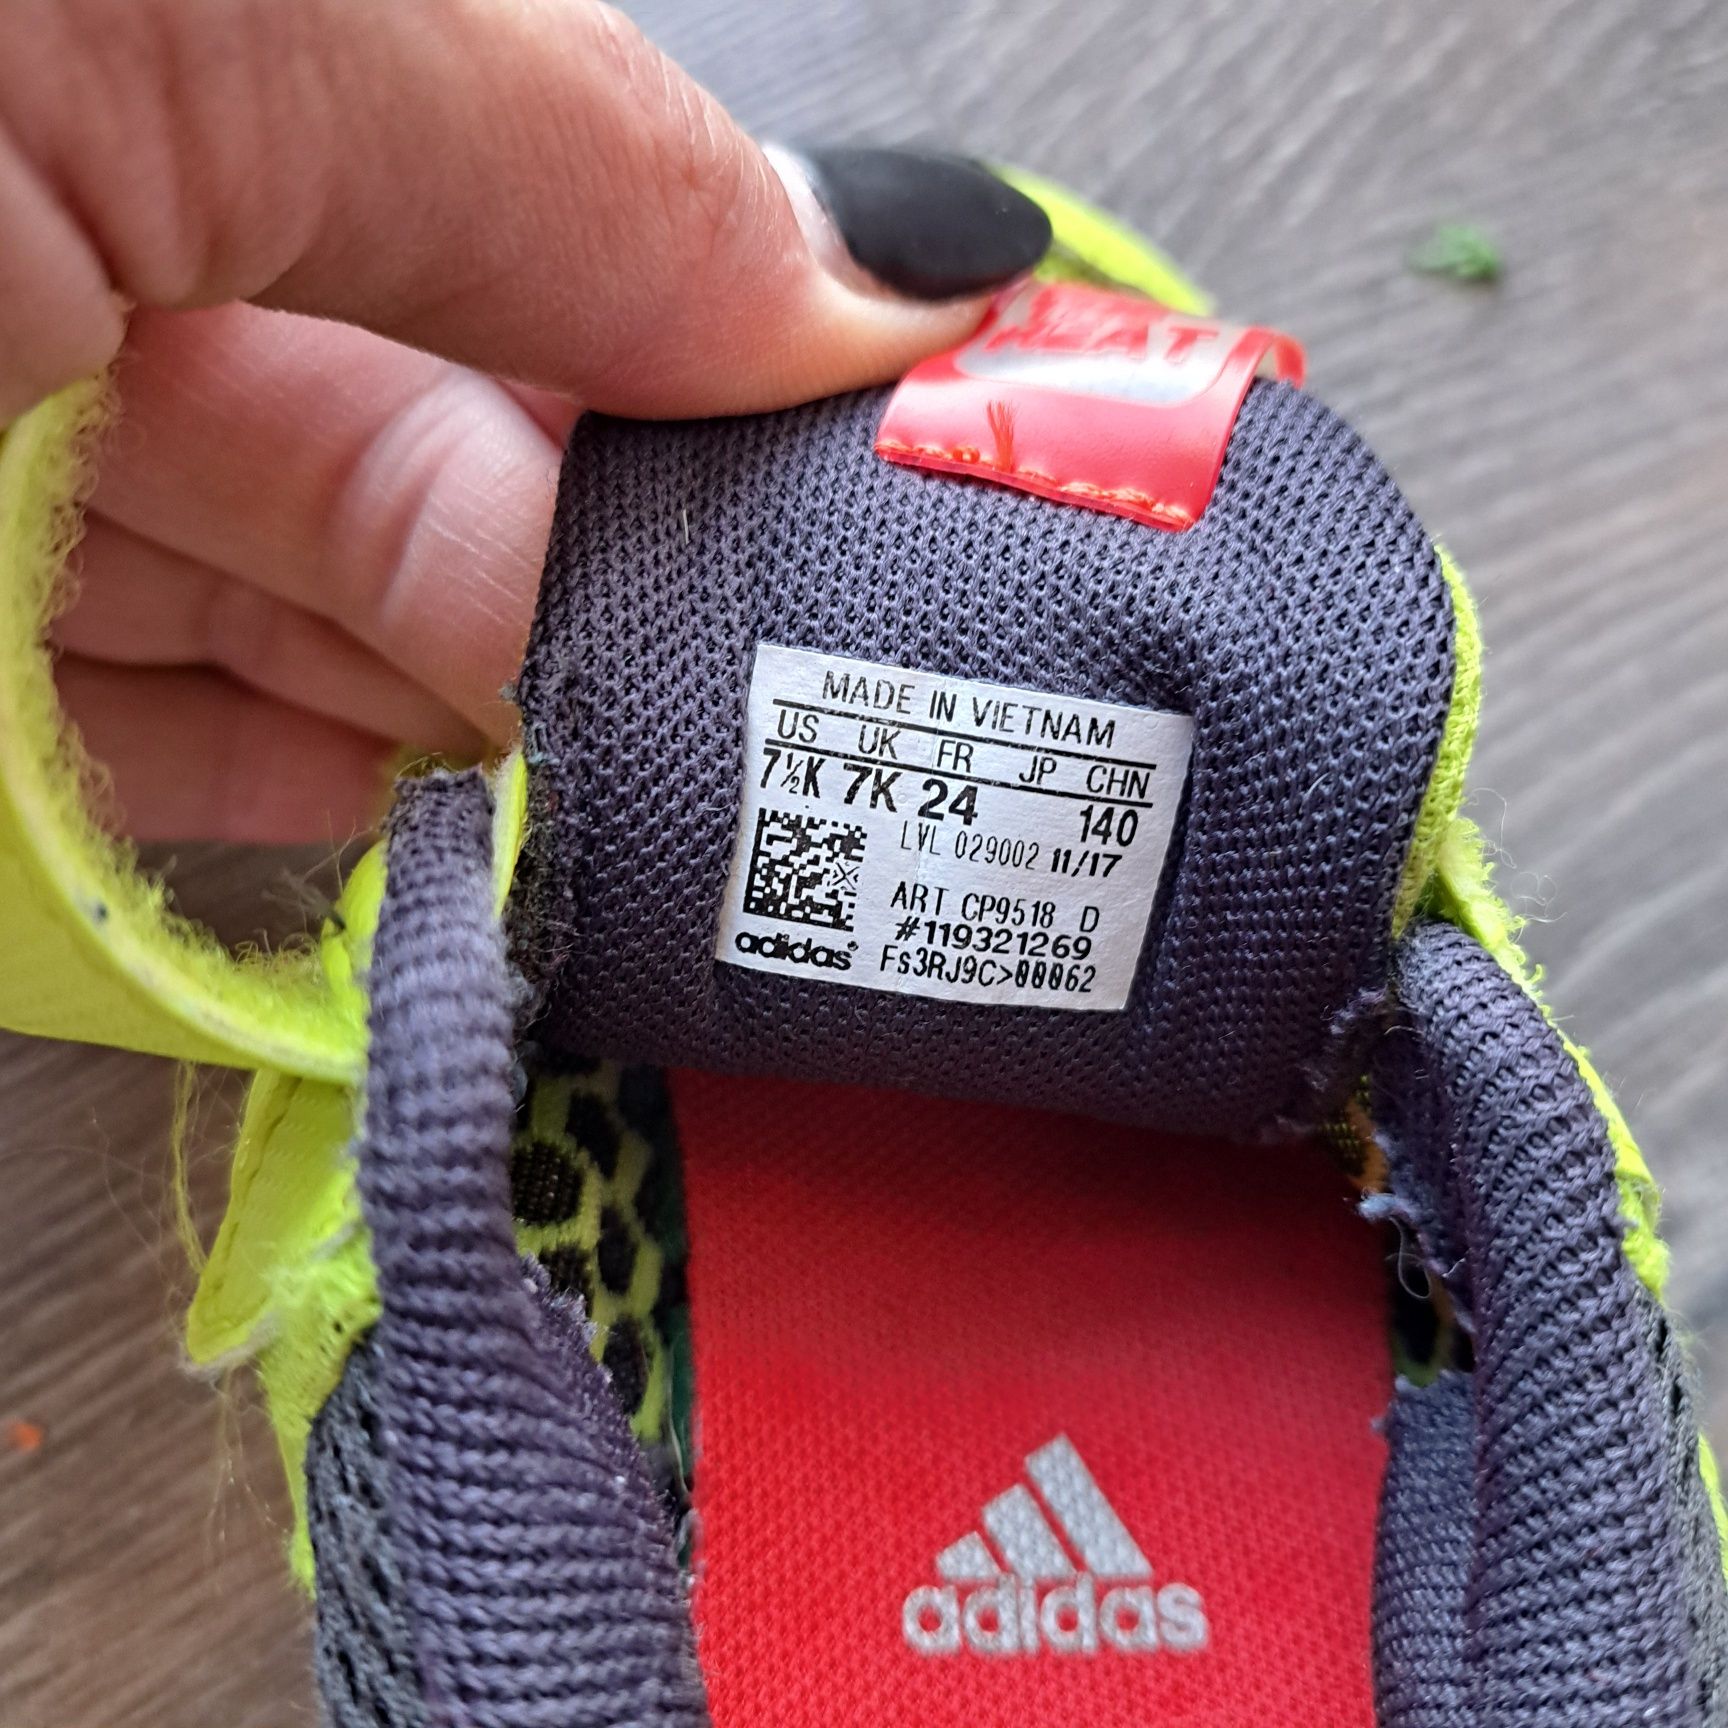 HEAT
MADE IN VIETNAM
US UK FR JP CHN
7½K 7K 24 140
LVL 029002 11/17
ART CP9518 D
#119321269
adidas® Fs3RJ9C>00062
adidas